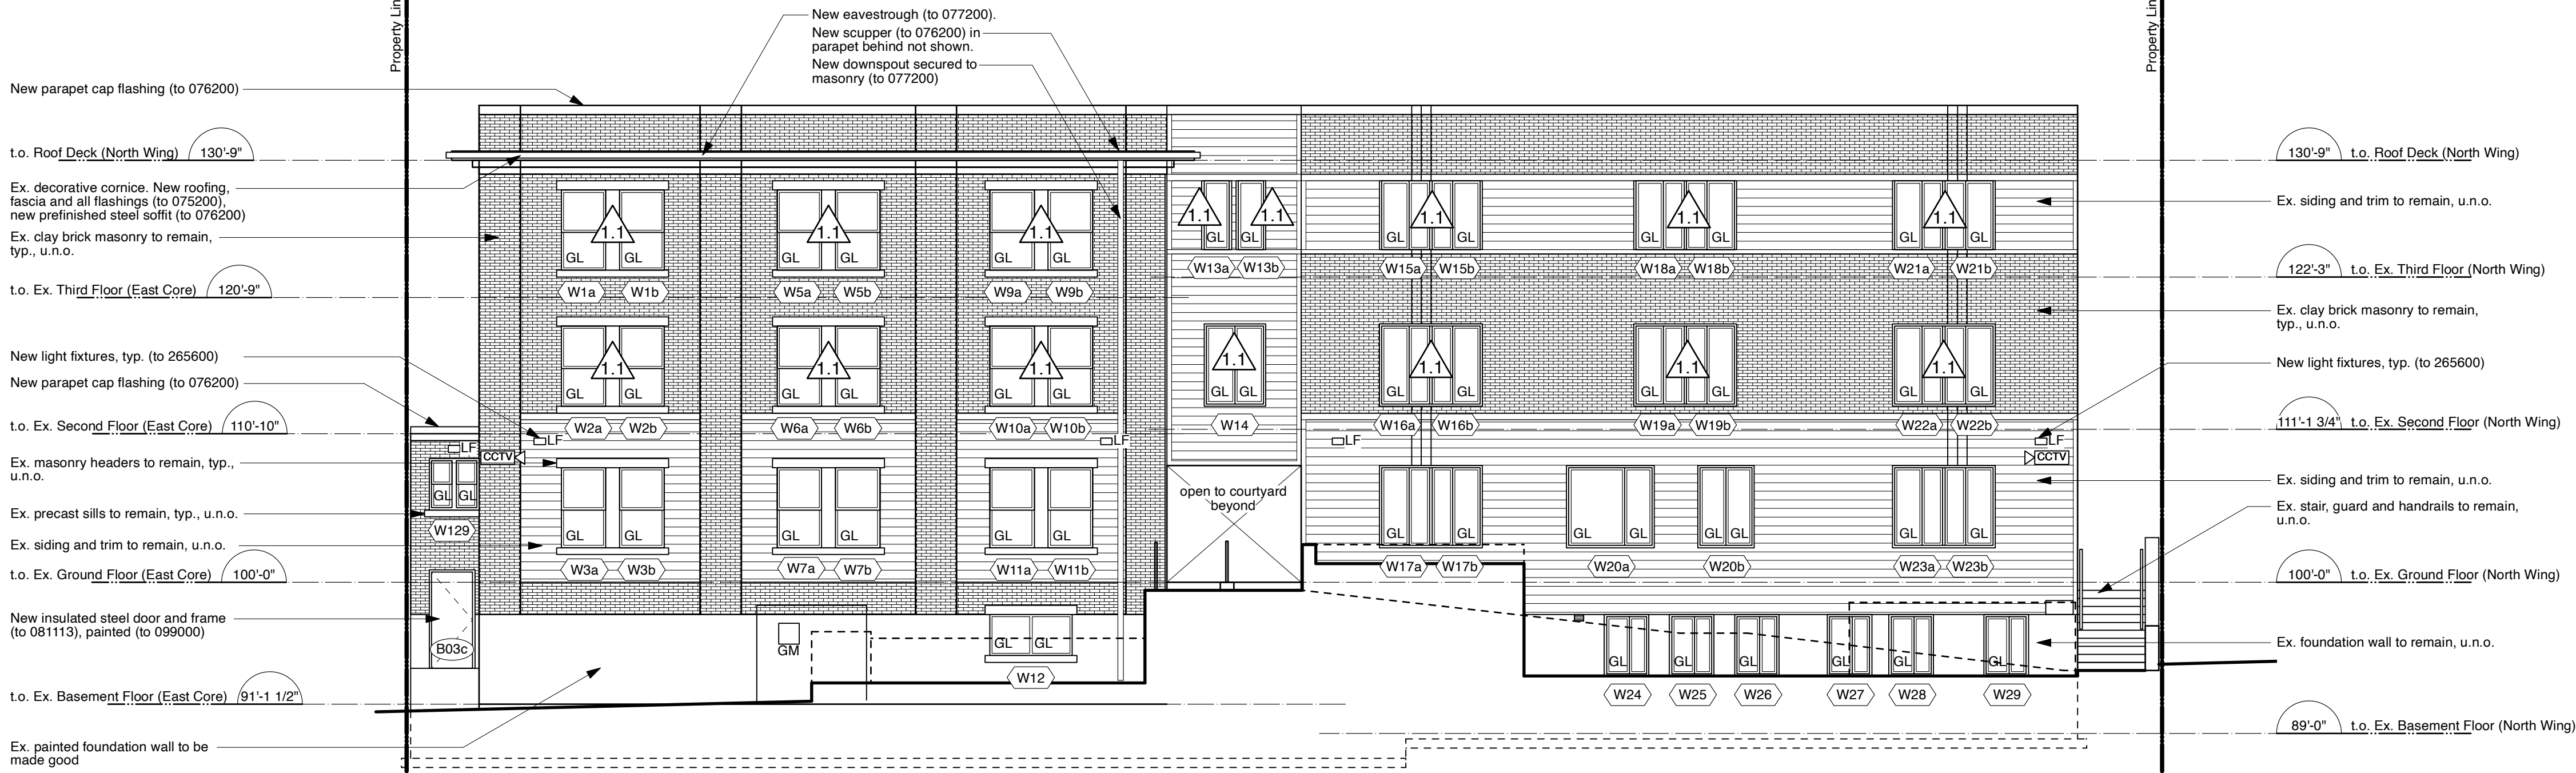 Property Lin
Property Lin
New eavestrough (to 077200).
New scupper (to 076200) in
parapet behind not shown.
New downspout secured to
masonry (to 077200)
New parapet cap flashing (to 076200)
t.o. Roof Deck (North Wing) 130'-9"
Ex. decorative cornice. New roofing,
fascia and all flashings (to 075200),
new prefinished steel soffit (to 076200)
Ex. clay brick masonry to remain,
typ., u.n.o.
t.o. Ex. Third Floor (East Core) 120'-9"
New light fixtures, typ. (to 265600)
New parapet cap flashing (to 076200)
t.o. Ex. Second Floor (East Core) 110'-10"
Ex. masonry headers to remain, typ.,
u.n.o.
Ex. precast sills to remain, typ., u.n.o.
Ex. siding and trim to remain, u.n.o.
t.o. Ex. Ground Floor (East Core) 100'-0"
New insulated steel door and frame
(to 081113), painted (to 099000)
t.o. Ex. Basement Floor (East Core) 91'-1 1/2"
Ex. painted foundation wall to be
made good
1.1 1.1 1.1 1.1 1.1 1.1 1.1 1.1
GL GL GL GL GL GL GL GL GL GL GL GL GL GL
W13a W13b W15a W15b W18a W18b W21a W21b
W1a W1b W5a W5b W9a W9b
1.1 1.1 1.1 1.1 1.1 1.1 1.1
GL GL GL GL GL GL GL GL GL GL GL GL GL GL
W2a W2b W6a W6b W10a W10b W14 W16a W16b W19a W19b W22a W22b
LF LF LF LF LF
CCTV CCTV
GL GL
W129
open to courtyard
beyond
GL GL GL GL GL GL GL GL GL GL GL GL GL GL
W3a W3b W7a W7b W11a W11b W17a W17b W20a W20b W23a W23b
B03c
GM
GL GL
W12
GL GL GL GL GL GL
W24 W25 W26 W27 W28 W29
130'-9" t.o. Roof Deck (North Wing)
Ex. siding and trim to remain, u.n.o.
122'-3" t.o. Ex. Third Floor (North Wing)
Ex. clay brick masonry to remain,
typ., u.n.o.
New light fixtures, typ. (to 265600)
111'-1 3/4" t.o. Ex. Second Floor (North Wing)
Ex. siding and trim to remain, u.n.o.
Ex. stair, guard and handrails to remain,
u.n.o.
100'-0" t.o. Ex. Ground Floor (North Wing)
Ex. foundation wall to remain, u.n.o.
89'-0" t.o. Ex. Basement Floor (North Wing)